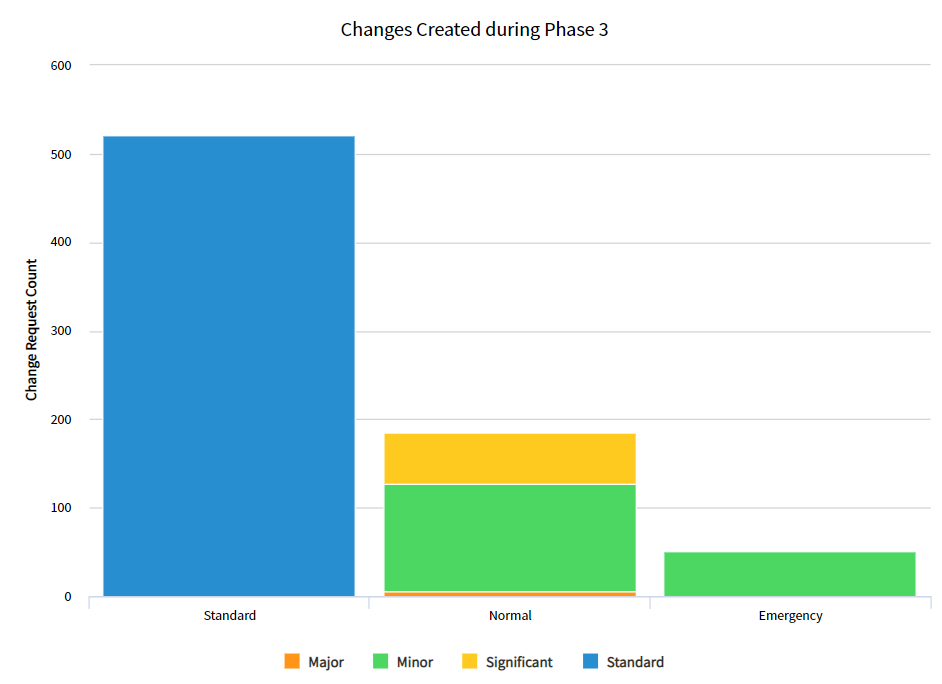 Changes Created during Phase 3
600
500
400
300
200
100
0
Change Request Count
Standard Normal Emergency
Major Minor Significant Standard